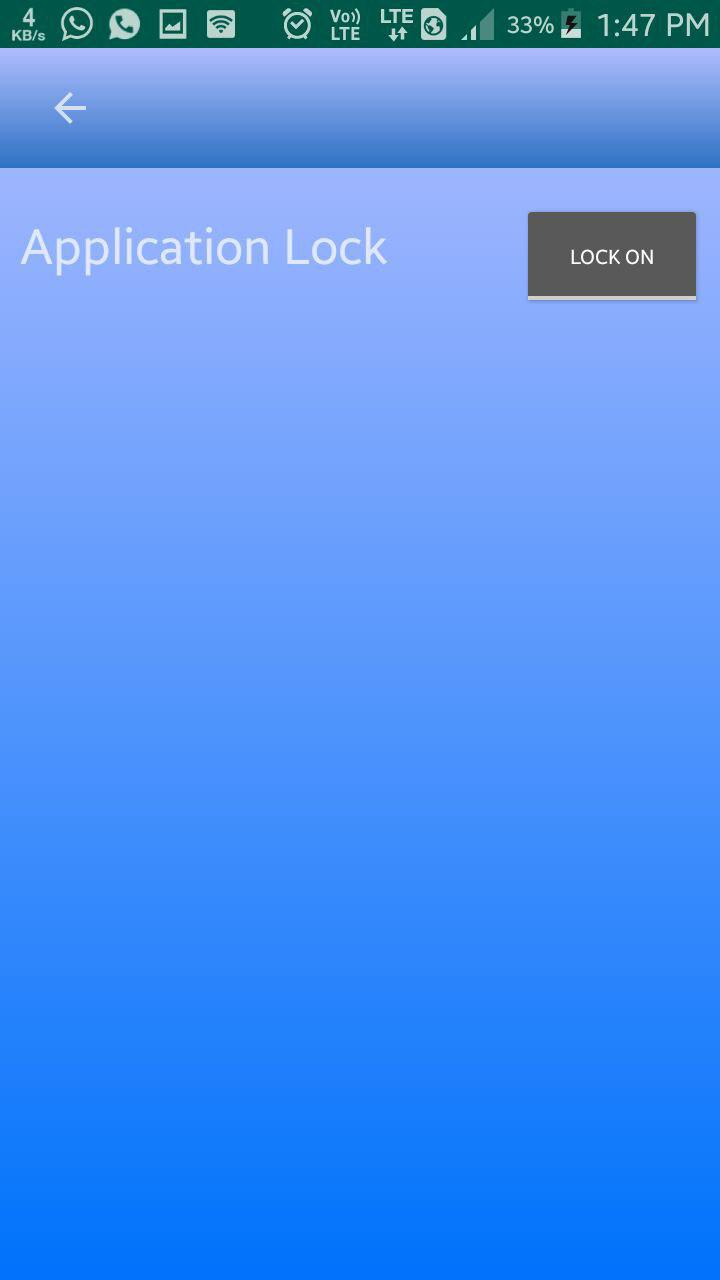 4
KB/s
Vo))
LTE
LTE
33%
1:47 PM
Application Lock
LOCK ON